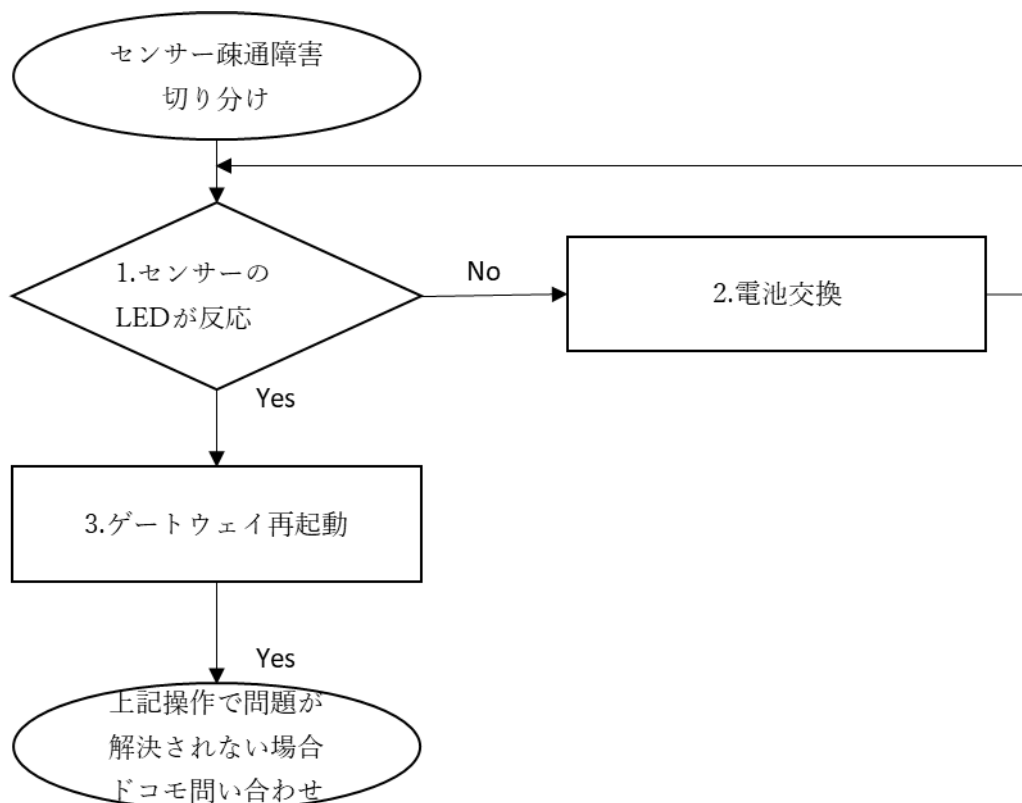 センサー疎通障害
切り分け
1.センサーの
LEDが反応
No
2.電池交換
Yes
3.ゲートウェイ再起動
Yes
上記操作で問題が
解決されない場合
ドコモ問い合わせ